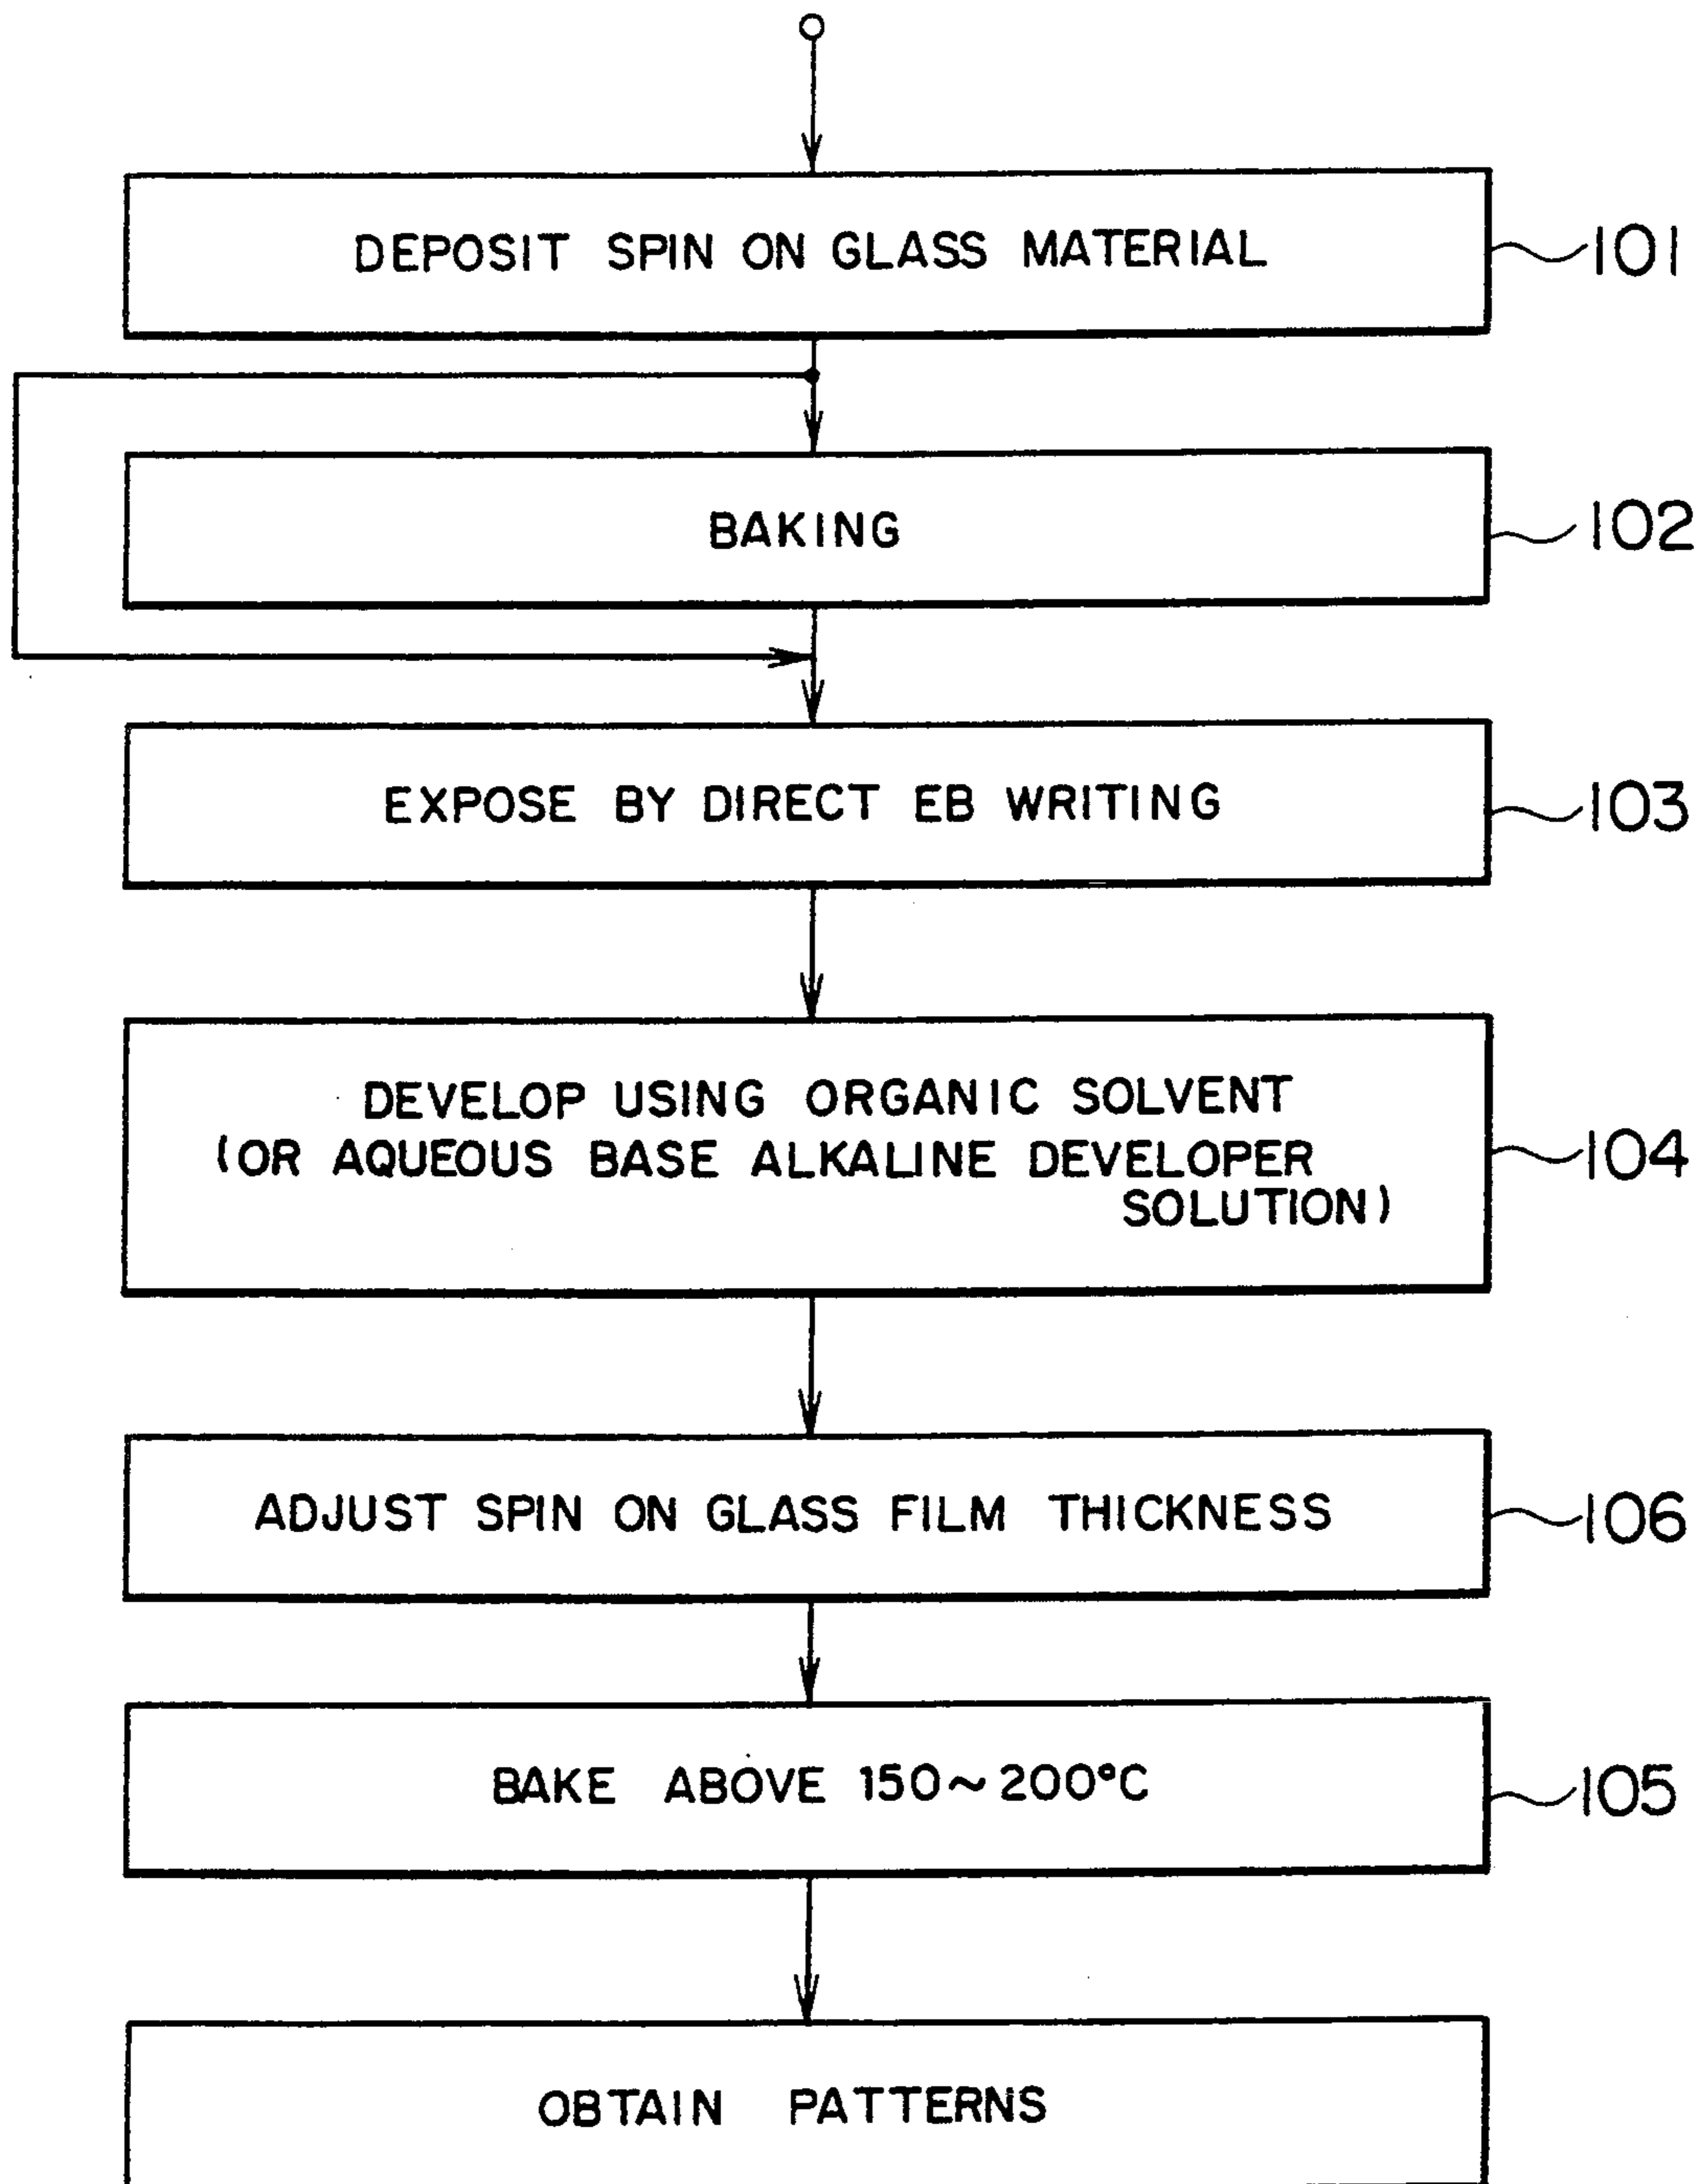 DEPOSIT SPIN ON GLASS MATERIAL
101
BAKING
102
EXPOSE BY DIRECT EB WRITING
103
DEVELOP USING ORGANIC SOLVENT
(OR AQUEOUS BASE ALKALINE DEVELOPER
SOLUTION)
104
ADJUST SPIN ON GLASS FILM THICKNESS
106
BAKE ABOVE 150~200°C
105
OBTAIN PATTERNS